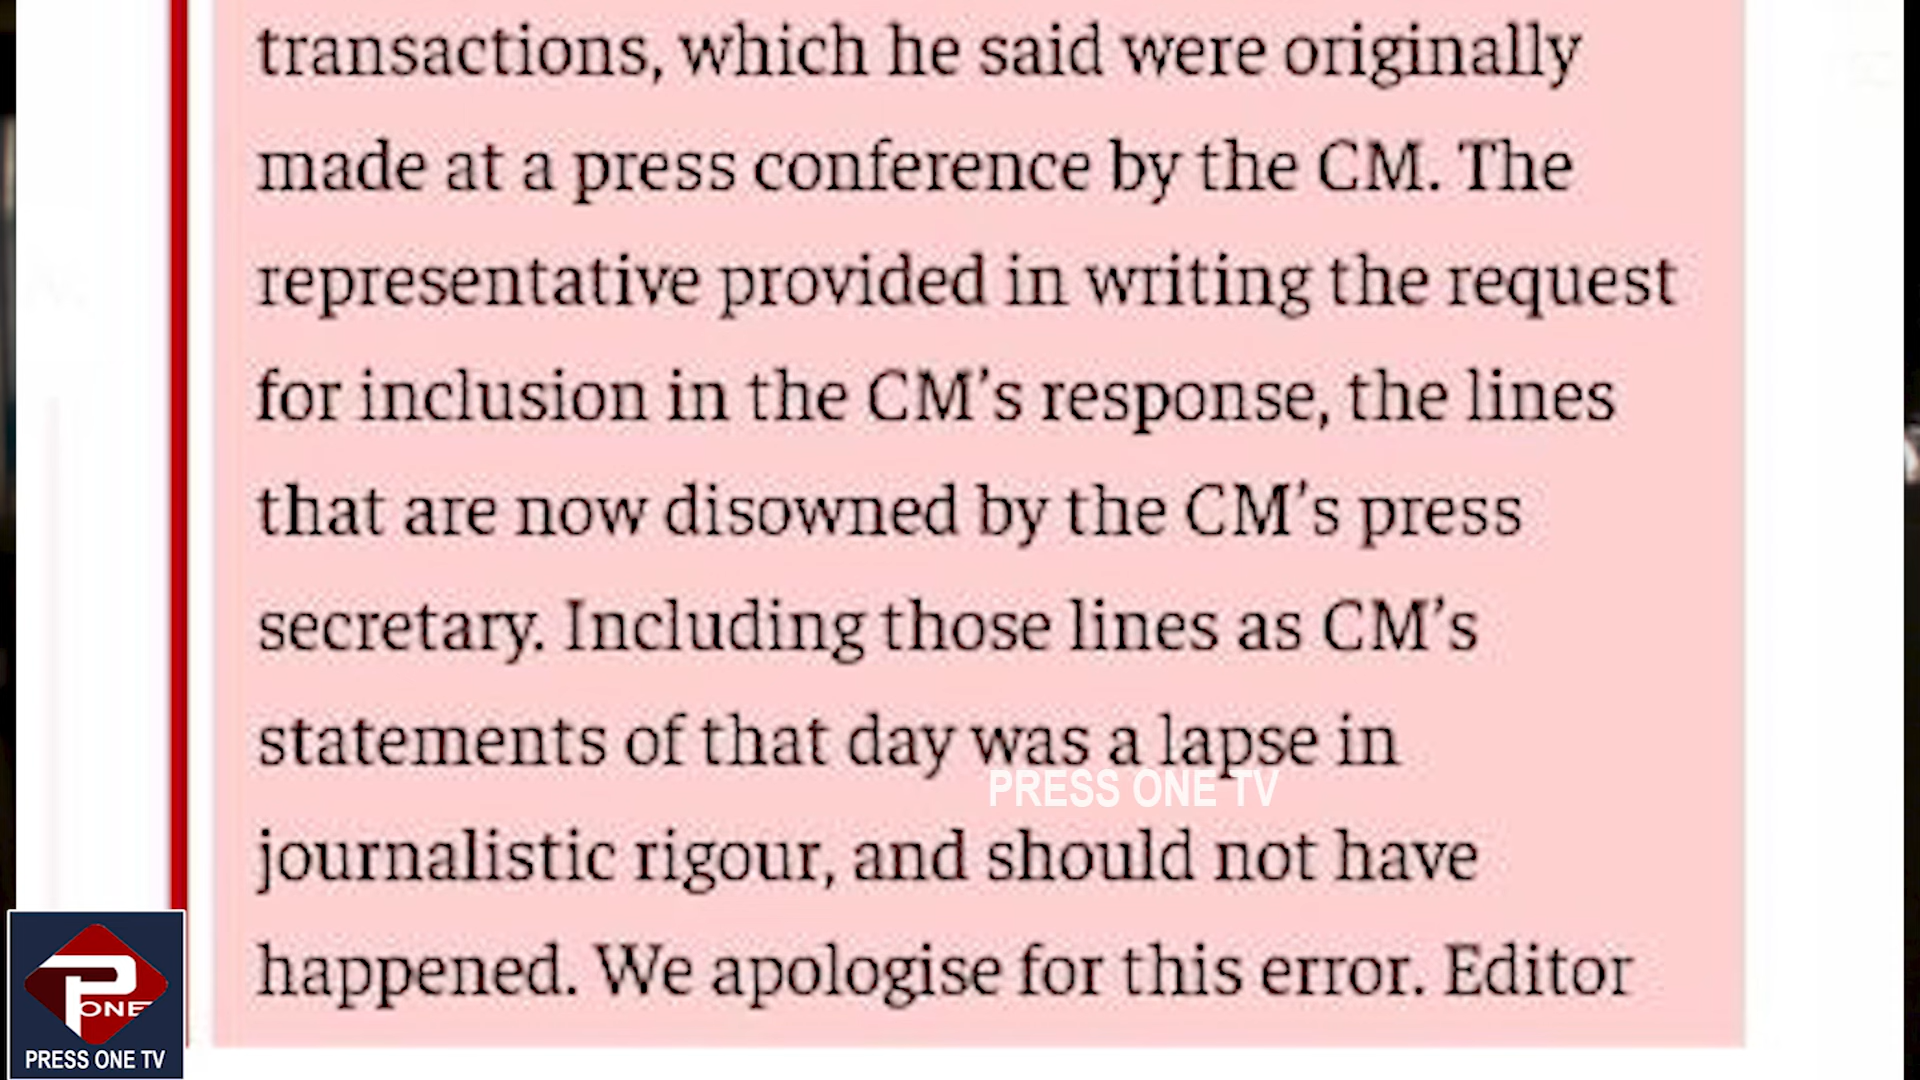 transactions, which he said were originally
made at a press conference by the CM. The
representative provided in writing the request
for inclusion in the CM's response, the lines
that are now disowned by the CM's press
secretary. Including those lines as CM's
statements of that day was a lapse in
PRESS ONE TV
journalistic rigour, and should not have
happened. We apologise for this error. Editor
P ONE
PRESS ONE TV